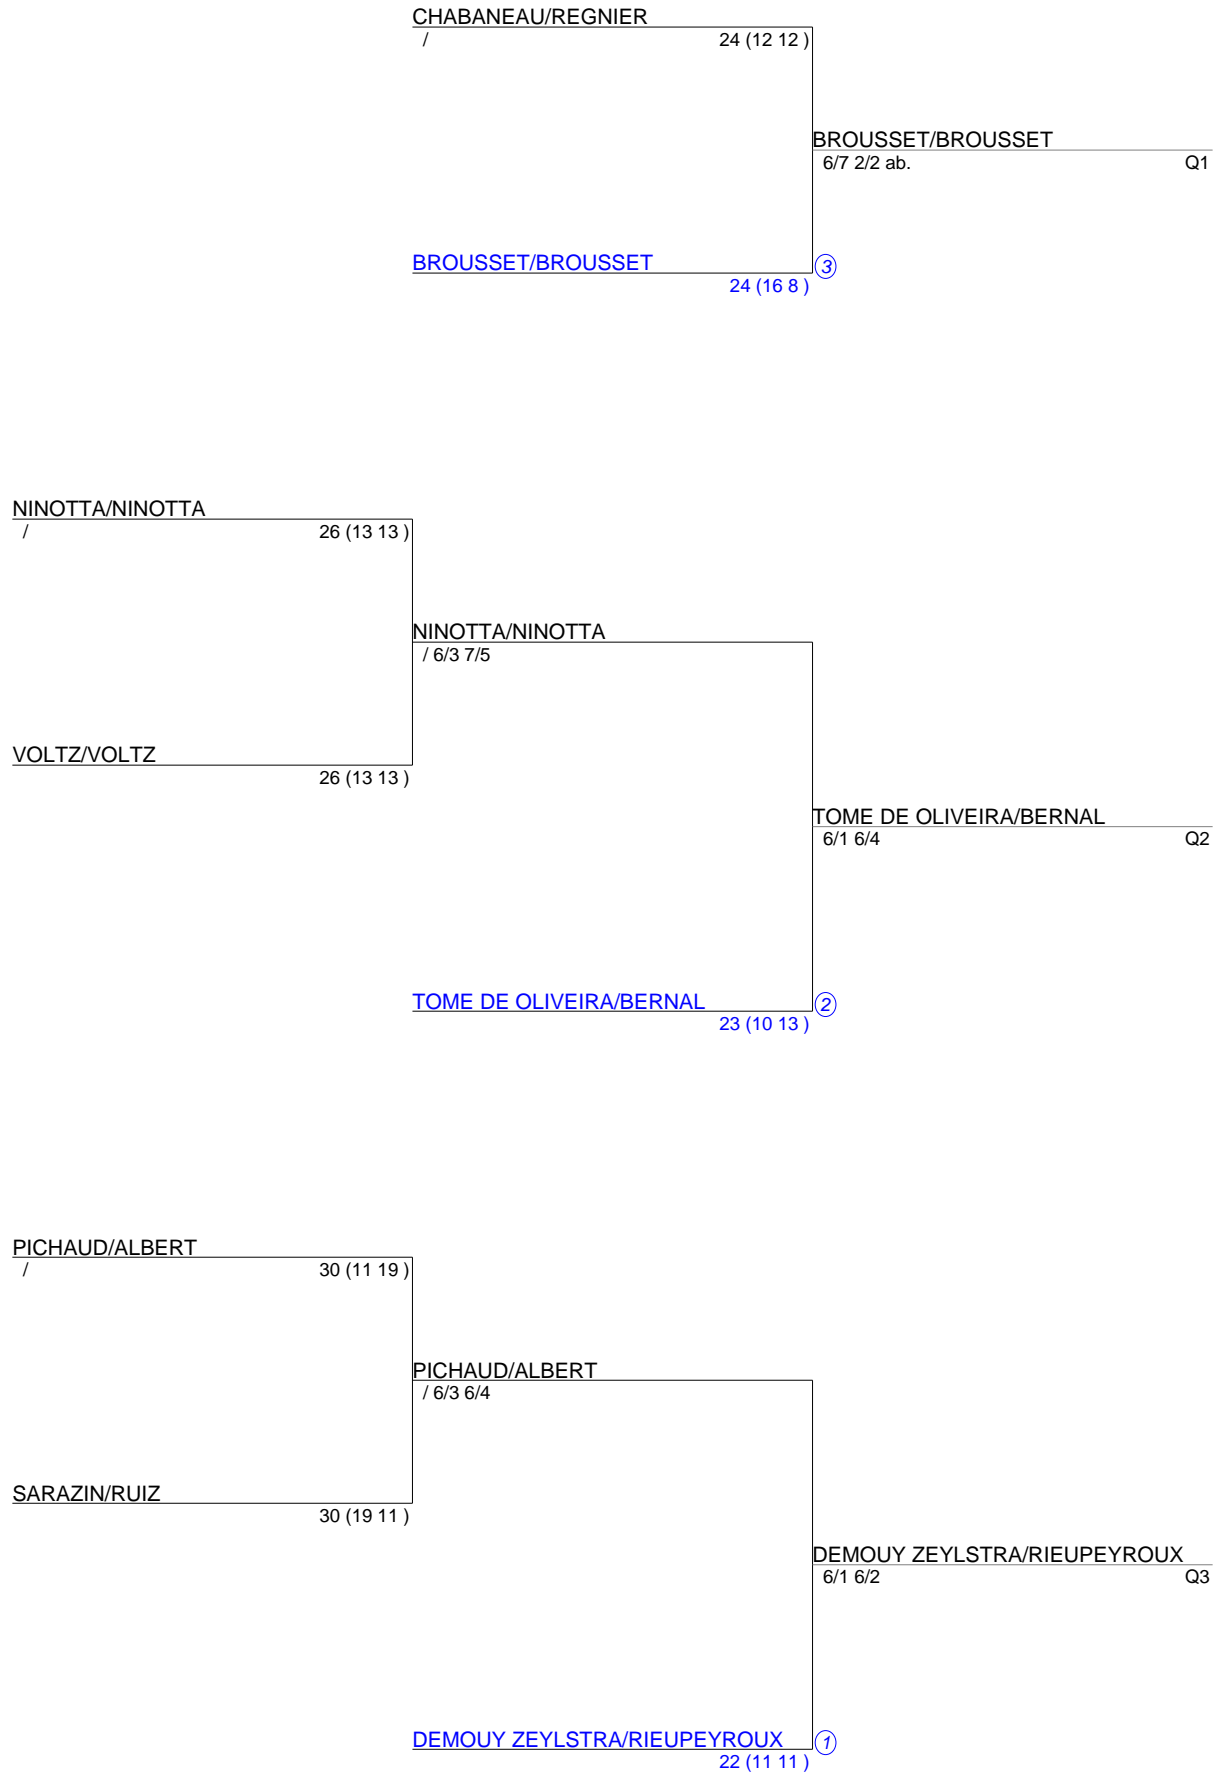 CHABANEAU/REGNIER
/ 24 (12 12 )
BROUSSET/BROUSSET
6/7 2/2 ab. Q1
BROUSSET/BROUSSET 3
24 (16 8 )
NINOTTA/NINOTTA
/ 26 (13 13 )
NINOTTA/NINOTTA
/ 6/3 7/5
VOLTZ/VOLTZ
26 (13 13 )
TOME DE OLIVEIRA/BERNAL
6/1 6/4 Q2
TOME DE OLIVEIRA/BERNAL 2
23 (10 13 )
PICHAUD/ALBERT
/ 30 (11 19 )
PICHAUD/ALBERT
/ 6/3 6/4
SARAZIN/RUIZ
30 (19 11 )
DEMOUY ZEYLSTRA/RIEUPEYROUX
6/1 6/2 Q3
DEMOUY ZEYLSTRA/RIEUPEYROUX 1
22 (11 11 )